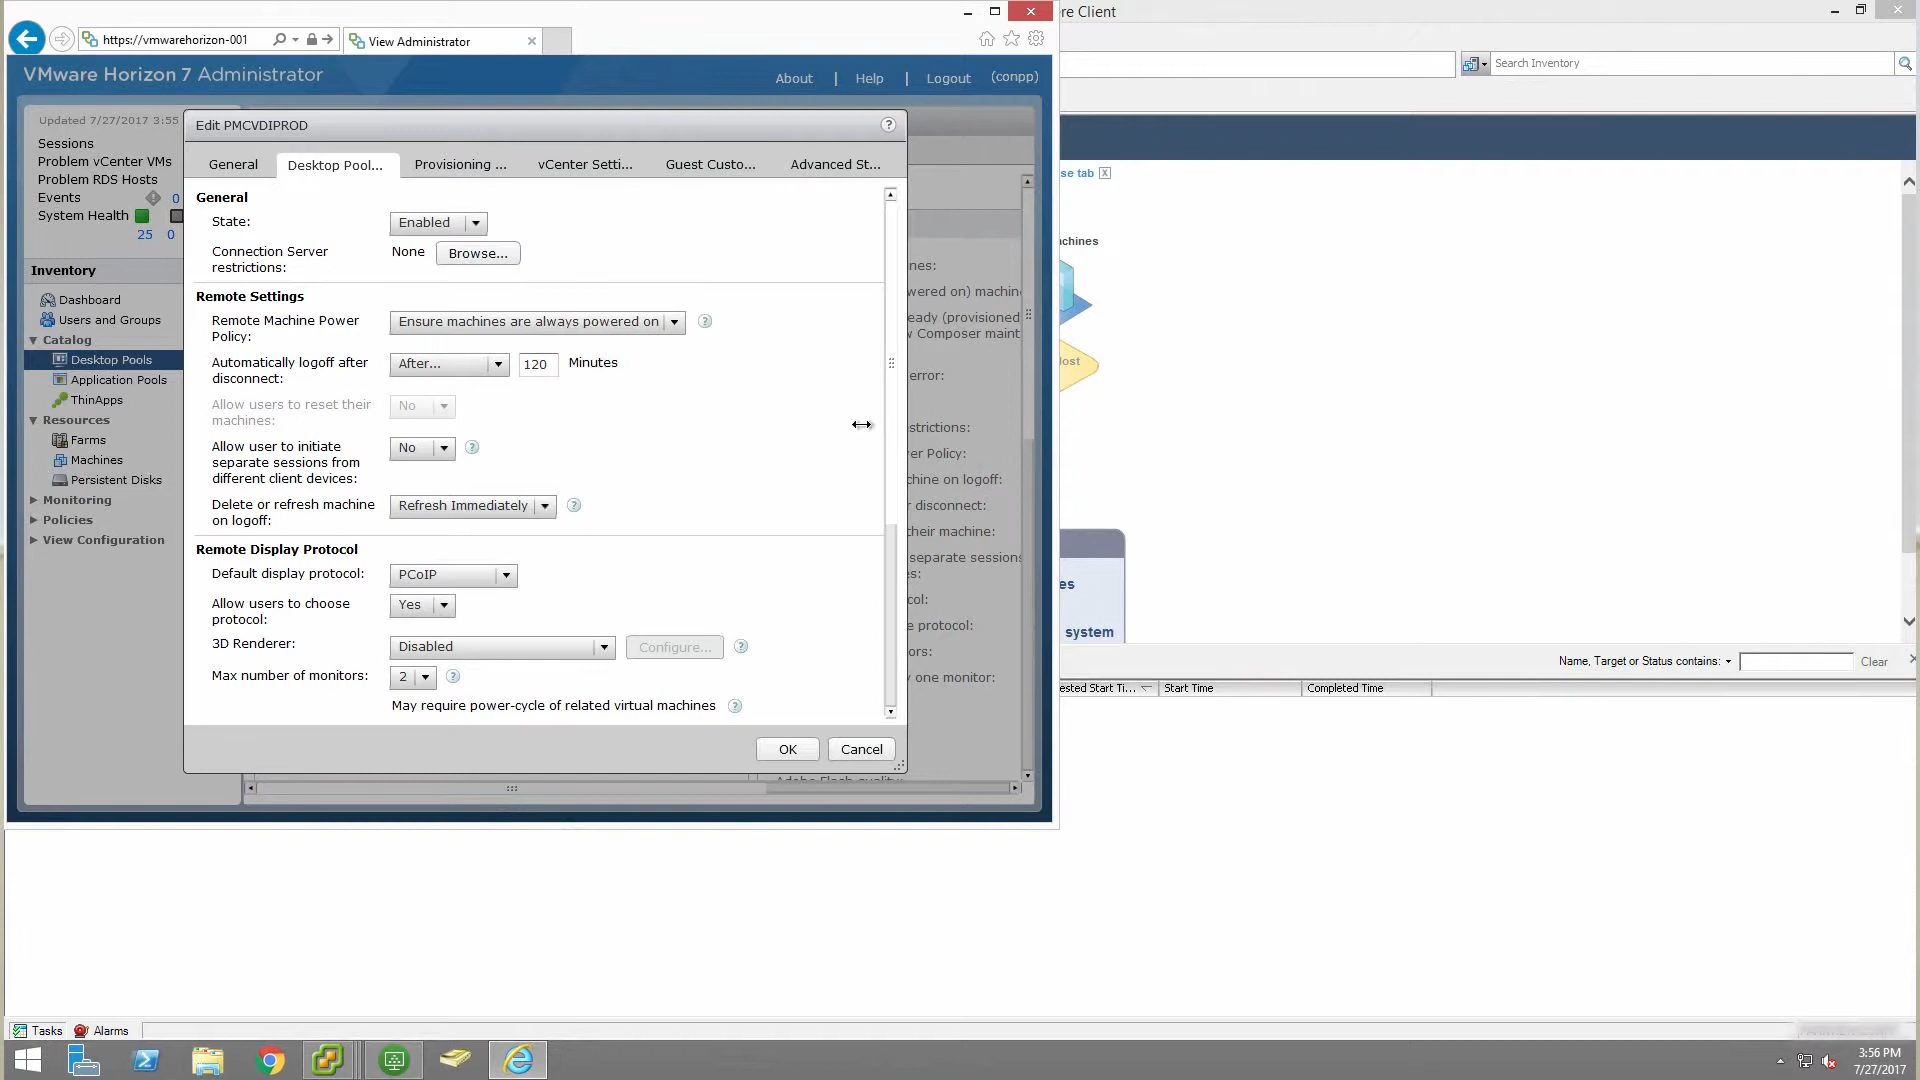 https://vmwarehorizon-001
View Administrator
re Client
VMware Horizon 7 Administrator
About | Help | Logout (conpp)
Search Inventory
Updated 7/27/2017 3:55
Sessions
Problem vCenter VMs
Problem RDS Hosts
Events 0
System Health
25 0
Inventory
Dashboard
Users and Groups
Catalog
Desktop Pools
Application Pools
ThinApps
Resources
Farms
Machines
Persistent Disks
Monitoring
Policies
View Configuration
Edit PMCVDIPROD
General
Desktop Pool...
Provisioning ...
vCenter Setti...
Guest Custo...
Advanced St...
General
State: Enabled
Connection Server restrictions: None Browse...
Remote Settings
Remote Machine Power Policy: Ensure machines are always powered on
Automatically logoff after disconnect: After... 120 Minutes
Allow users to reset their machines: No
Allow user to initiate separate sessions from different client devices: No
Delete or refresh machine on logoff: Refresh Immediately
Remote Display Protocol
Default display protocol: PCoIP
Allow users to choose protocol: Yes
3D Renderer: Disabled Configure...
Max number of monitors: 2
May require power-cycle of related virtual machines
OK Cancel
nes:
wered on) machin
eady (provisioned
w Composer maint
error:
estrictions:
er Policy:
chine on logoff:
r disconnect:
their machine:
separate sessions
s:
col:
e protocol:
ors:
y one monitor:
se tab X
chines
ost
es
system
Name, Target or Status contains: Clear
ested Start Ti... Start Time Completed Time
Tasks Alarms
3:56 PM
7/27/2017